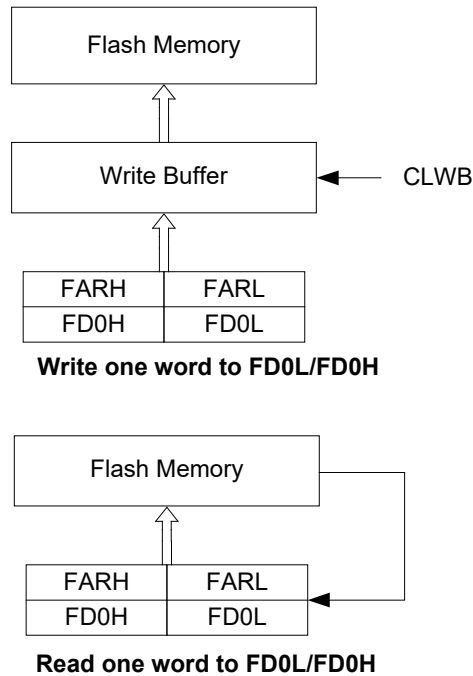 Flash Memory
Write Buffer
CLWB
FARH FARL
FD0H FD0L
Write one word to FD0L/FD0H
Flash Memory
FARH FARL
FD0H FD0L
Read one word to FD0L/FD0H